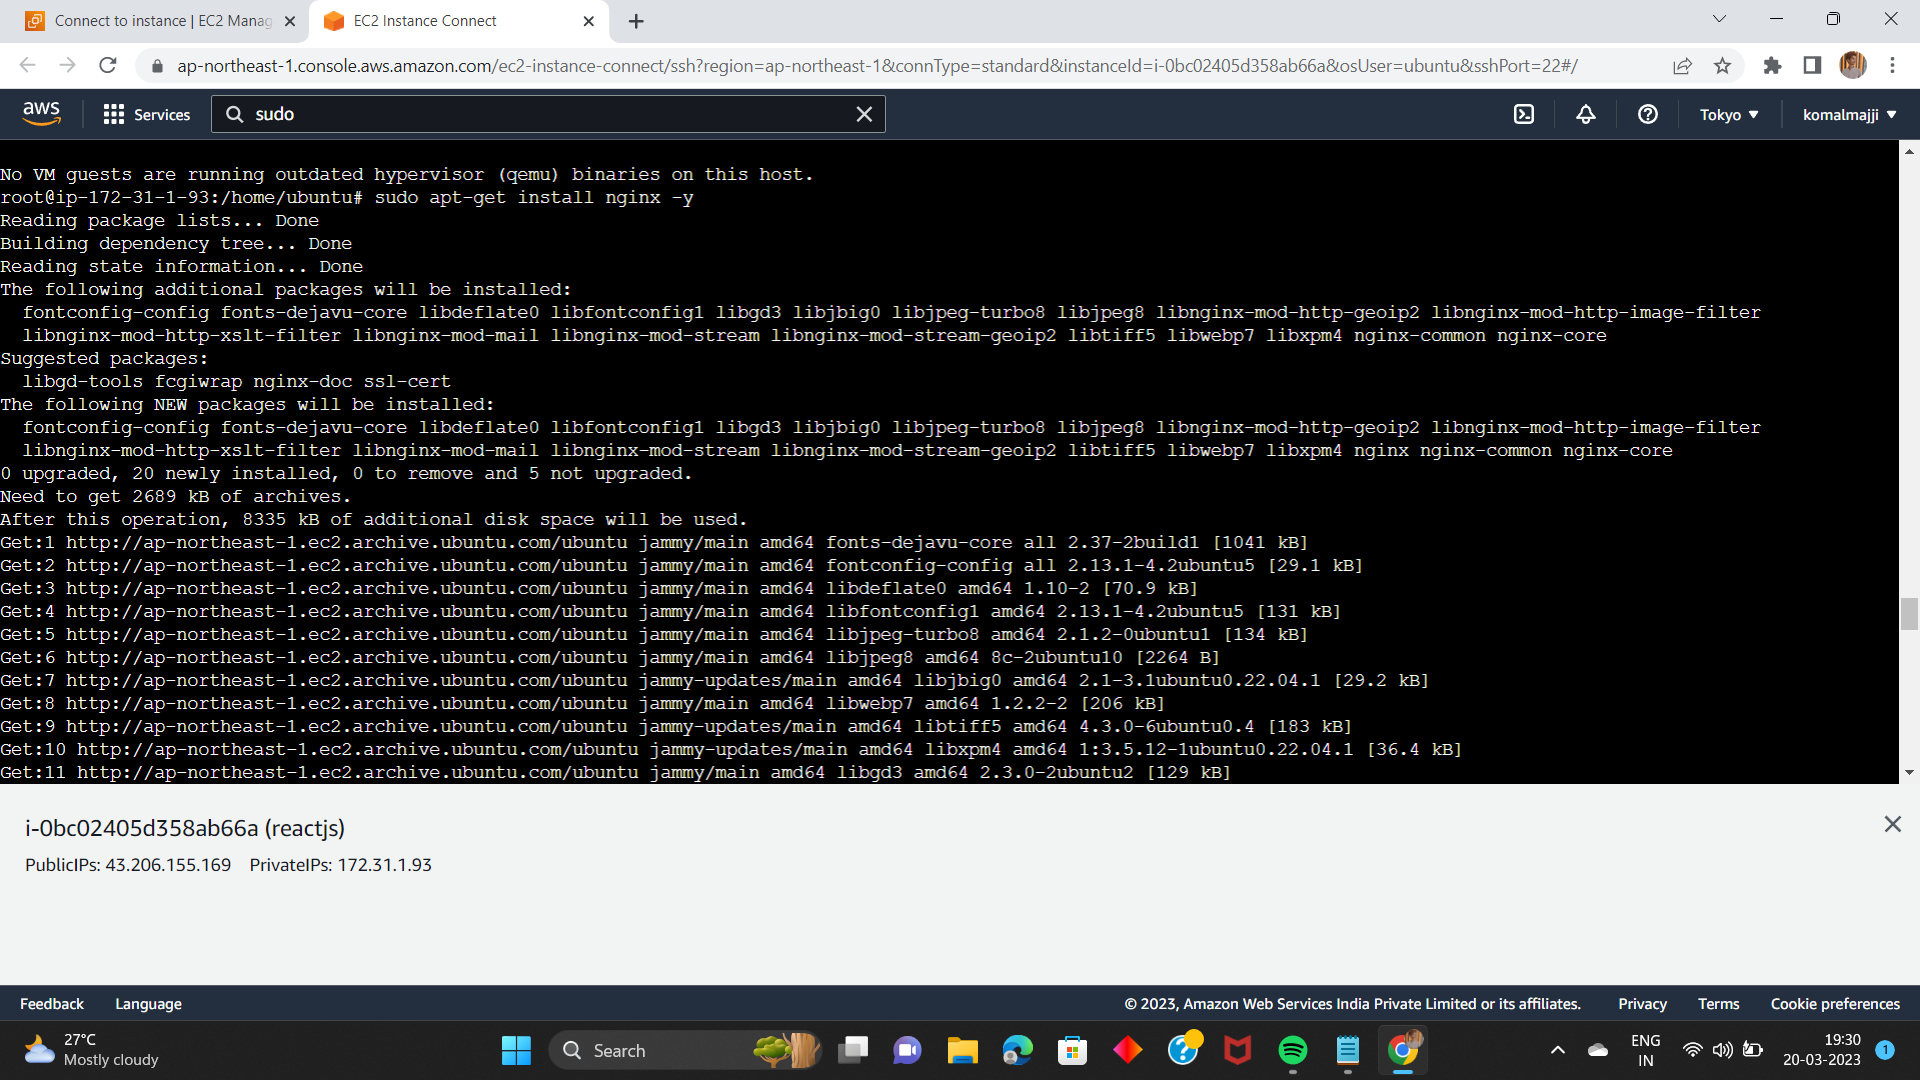 Connect to instance | EC2 Manag
EC2 Instance Connect
ap-northeast-1.console.aws.amazon.com/ec2-instance-connect/ssh?region=ap-northeast-1&connType=standard&instanceId=i-0bc02405d358ab66a&osUser=ubuntu&sshPort=22#/
aws
Services
sudo
Tokyo
komalmajji
No VM guests are running outdated hypervisor (qemu) binaries on this host.
root@ip-172-31-1-93:/home/ubuntu# sudo apt-get install nginx -y
Reading package lists... Done
Building dependency tree... Done
Reading state information... Done
The following additional packages will be installed:
fontconfig-config fonts-dejavu-core libdeflate0 libfontconfig1 libgd3 libjbig0 libjpeg-turbo8 libjpeg8 libnginx-mod-http-geoip2 libnginx-mod-http-image-filter
libnginx-mod-http-xslt-filter libnginx-mod-mail libnginx-mod-stream libnginx-mod-stream-geoip2 libtiff5 libwebp7 libxpm4 nginx-common nginx-core
Suggested packages:
libgd-tools fcgiwrap nginx-doc ssl-cert
The following NEW packages will be installed:
fontconfig-config fonts-dejavu-core libdeflate0 libfontconfig1 libgd3 libjbig0 libjpeg-turbo8 libjpeg8 libnginx-mod-http-geoip2 libnginx-mod-http-image-filter
libnginx-mod-http-xslt-filter libnginx-mod-mail libnginx-mod-stream libnginx-mod-stream-geoip2 libtiff5 libwebp7 libxpm4 nginx nginx-common nginx-core
0 upgraded, 20 newly installed, 0 to remove and 5 not upgraded.
Need to get 2689 kB of archives.
After this operation, 8335 kB of additional disk space will be used.
Get:1 http://ap-northeast-1.ec2.archive.ubuntu.com/ubuntu jammy/main amd64 fonts-dejavu-core all 2.37-2build1 [1041 kB]
Get:2 http://ap-northeast-1.ec2.archive.ubuntu.com/ubuntu jammy/main amd64 fontconfig-config all 2.13.1-4.2ubuntu5 [29.1 kB]
Get:3 http://ap-northeast-1.ec2.archive.ubuntu.com/ubuntu jammy/main amd64 libdeflate0 amd64 1.10-2 [70.9 kB]
Get:4 http://ap-northeast-1.ec2.archive.ubuntu.com/ubuntu jammy/main amd64 libfontconfig1 amd64 2.13.1-4.2ubuntu5 [131 kB]
Get:5 http://ap-northeast-1.ec2.archive.ubuntu.com/ubuntu jammy/main amd64 libjpeg-turbo8 amd64 2.1.2-0ubuntu1 [134 kB]
Get:6 http://ap-northeast-1.ec2.archive.ubuntu.com/ubuntu jammy/main amd64 libjpeg8 amd64 8c-2ubuntu10 [2264 B]
Get:7 http://ap-northeast-1.ec2.archive.ubuntu.com/ubuntu jammy-updates/main amd64 libjbig0 amd64 2.1-3.1ubuntu0.22.04.1 [29.2 kB]
Get:8 http://ap-northeast-1.ec2.archive.ubuntu.com/ubuntu jammy/main amd64 libwebp7 amd64 1.2.2-2 [206 kB]
Get:9 http://ap-northeast-1.ec2.archive.ubuntu.com/ubuntu jammy-updates/main amd64 libtiff5 amd64 4.3.0-6ubuntu0.4 [183 kB]
Get:10 http://ap-northeast-1.ec2.archive.ubuntu.com/ubuntu jammy-updates/main amd64 libxpm4 amd64 1:3.5.12-1ubuntu0.22.04.1 [36.4 kB]
Get:11 http://ap-northeast-1.ec2.archive.ubuntu.com/ubuntu jammy/main amd64 libgd3 amd64 2.3.0-2ubuntu2 [129 kB]
i-0bc02405d358ab66a (reactjs)
PublicIPs: 43.206.155.169 PrivateIPs: 172.31.1.93
Feedback Language
© 2023, Amazon Web Services India Private Limited or its affiliates. Privacy Terms Cookie preferences
27°C
Mostly cloudy
Search
ENG
IN
19:30
20-03-2023
1